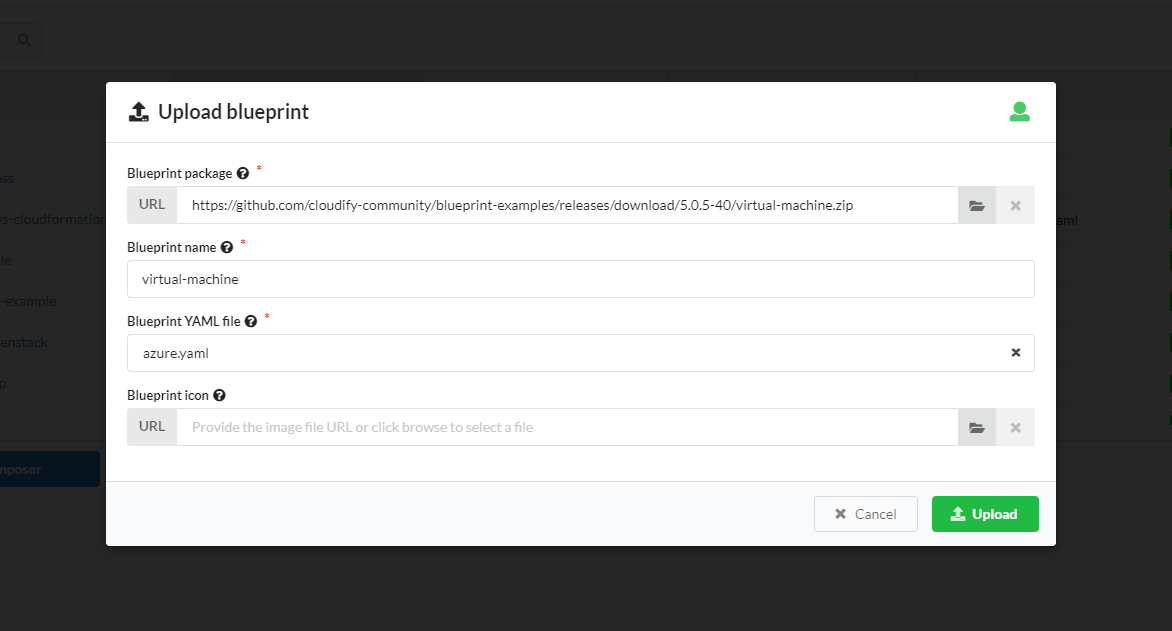 Upload blueprint
Blueprint package *
URL https://github.com/cloudify-community/blueprint-examples/releases/download/5.0.5-40/virtual-machine.zip
Blueprint name *
virtual-machine
Blueprint YAML file *
azure.yaml
Blueprint icon
URL Provide the image file URL or click browse to select a file
Cancel Upload
oss
s-cloudformation
aml
le
-example
enstack
p
mposer